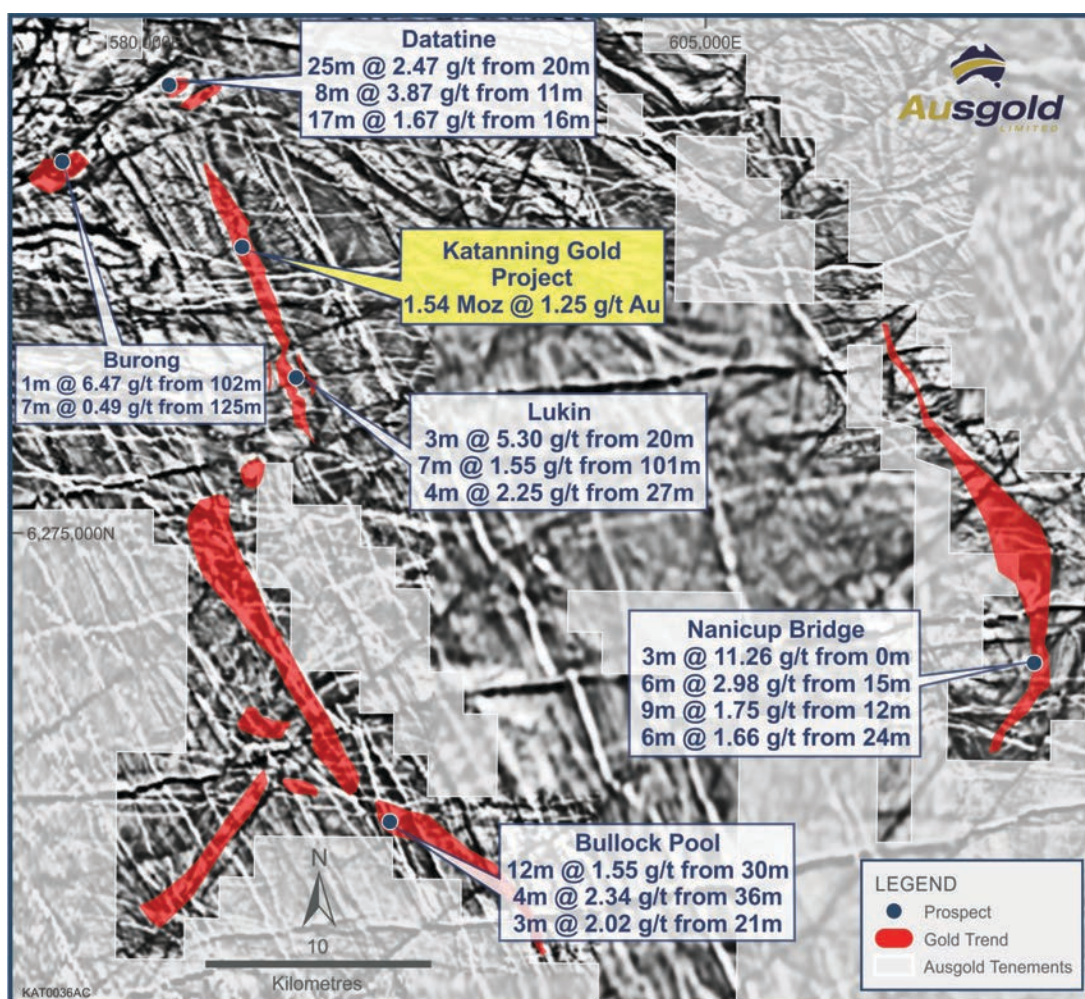 580,000E
605,000E
Datatine
25m @ 2.47 g/t from 20m
8m @ 3.87 g/t from 11m
17m @ 1.67 g/t from 16m
Ausgold
LIMITED
Katanning Gold
Project
1.54 Moz @ 1.25 g/t Au
Burong
1m @ 6.47 g/t from 102m
7m @ 0.49 g/t from 125m
Lukin
3m @ 5.30 g/t from 20m
7m @ 1.55 g/t from 101m
4m @ 2.25 g/t from 27m
6,275,000N
Nanicup Bridge
3m @ 11.26 g/t from 0m
6m @ 2.98 g/t from 15m
9m @ 1.75 g/t from 12m
6m @ 1.66 g/t from 24m
Bullock Pool
12m @ 1.55 g/t from 30m
4m @ 2.34 g/t from 36m
3m @ 2.02 g/t from 21m
N
10
Kilometres
LEGEND
Prospect
Gold Trend
Ausgold Tenements
KAT0036AC